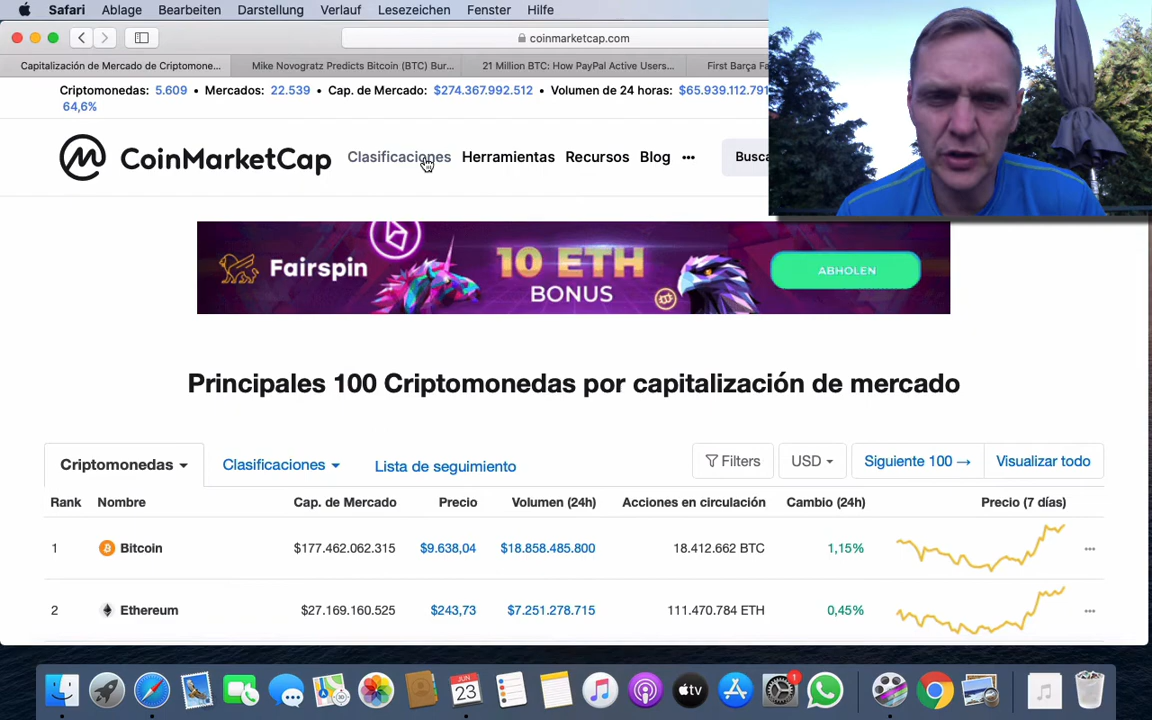 Safari Ablage Bearbeiten Darstellung Verlauf Lesezeichen Fenster Hilfe
coinmarketcap.com
Capitalización de Mercado de Criptomone... Mike Novogratz Predicts Bitcoin (BTC) Bur... 21 Million BTC: How PayPal Active Users... First Barça Fa
Criptomonedas: 5.609 • Mercados: 22.539 • Cap. de Mercado: $274.367.992.512 • Volumen de 24 horas: $65.939.112.791
64,6%
CoinMarketCap Clasificaciones Herramientas Recursos Blog ••• Busca
Fairspin 10 ETH BONUS ABHOLEN
Principales 100 Criptomonedas por capitalización de mercado
Criptomonedas Clasificaciones Lista de seguimiento Filters USD Siguiente 100 → Visualizar todo
Rank Nombre Cap. de Mercado Precio Volumen (24h) Acciones en circulación Cambio (24h) Precio (7 días)
1 Bitcoin $177.462.062.315 $9.638,04 $18.858.485.800 18.412.662 BTC 1,15%
2 Ethereum $27.169.160.525 $243,73 $7.251.278.715 111.470.784 ETH 0,45%
JUN
23
tv
1